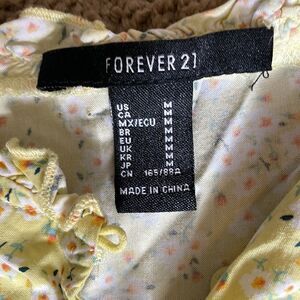 FOREVER 21
US M
CA M
MX/ECU M
BR M
EU M
UK M
KR M
JP M
CN 165/88A
MADE IN CHINA